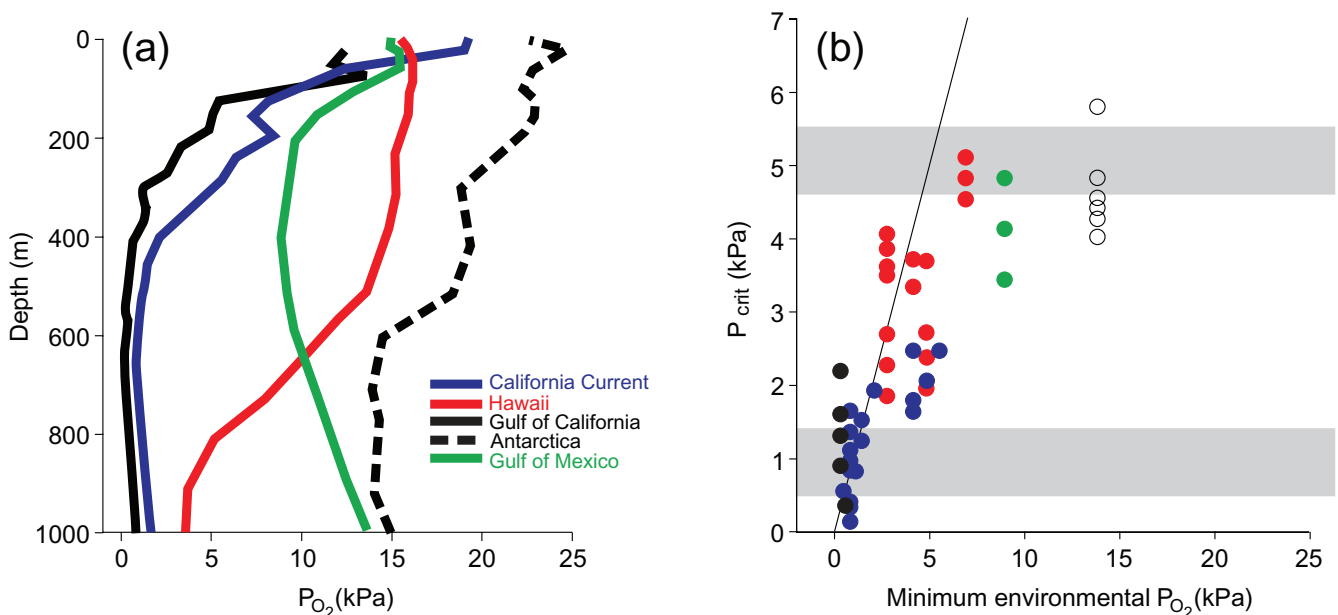 (a)
0
200
400
600
800
1000
Depth (m)
0 5 10 15 20 25
P O2 (kPa)
California Current
Hawaii
Gulf of California
Antarctica
Gulf of Mexico
(b)
7
6
5
4
3
2
1
0
P crit (kPa)
0 5 10 15 20 25
Minimum environmental P O2 (kPa)